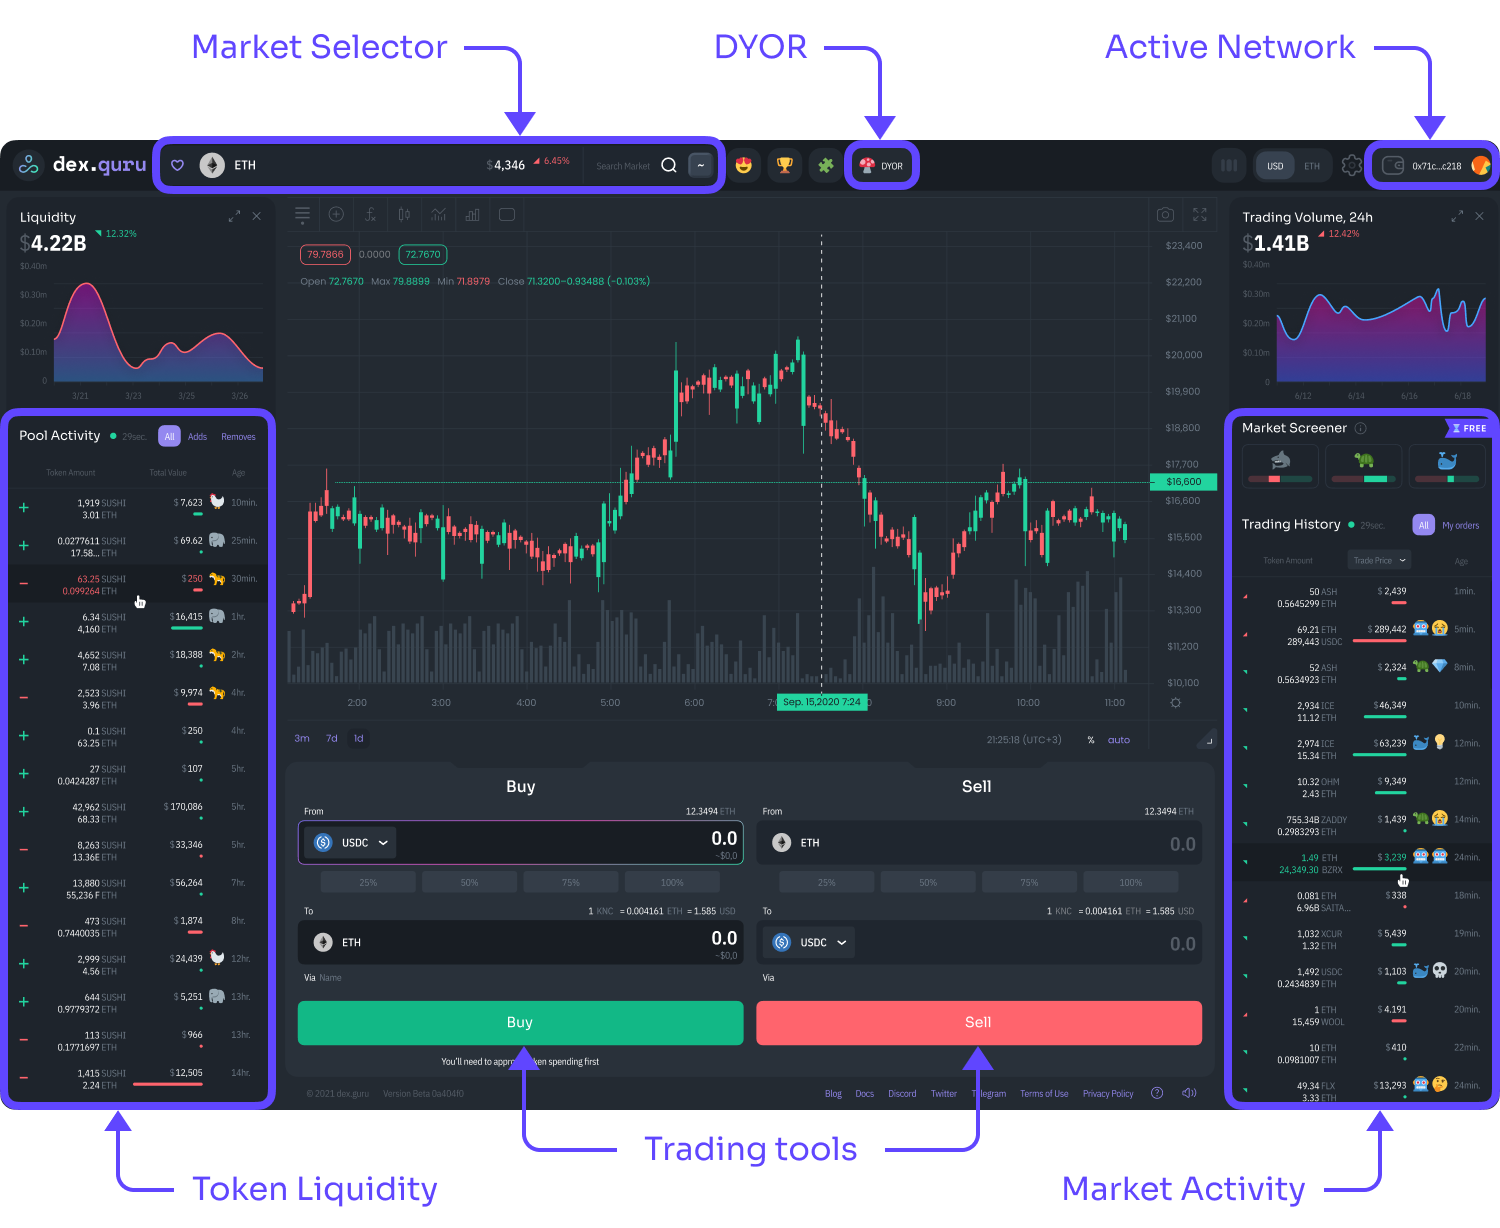 Market Selector
DYOR
Active Network
dex.guru
ETH
$4,346
6.45%
Search Market
~
DYOR
USD
ETH
0x71c...c218
Liquidity
$4.22B
12.32%
$0.40m
$0.30m
$0.20m
$0.10m
0
3/21 3/23 3/25 3/26
Pool Activity
29sec.
All
Adds
Removes
Token Amount Total Value Age
+ 1,919 SUSHI $7,623 10min.
3.01 ETH
+ 0.0277611 SUSHI $69.62 25min.
17.58... ETH
− 63.25 SUSHI $250 30min.
0.099264 ETH
+ 6.34 SUSHI $16,415 1hr.
4,160 ETH
+ 4,652 SUSHI $18,388 2hr.
7.08 ETH
− 2,523 SUSHI $9,974 4hr.
3.96 ETH
+ 0.1 SUSHI $250 4hr.
63.25 ETH
+ 27 SUSHI $107 5hr.
0.0424287 ETH
+ 42,962 SUSHI $170,086 5hr.
68.33 ETH
− 8,263 SUSHI $33,346 5hr.
13.36E ETH
+ 13,880 SUSHI $56,264 7hr.
55,236 F ETH
− 473 SUSHI $1,874 8hr.
0.7440035 ETH
+ 2,999 SUSHI $24,439 12hr.
4.56 ETH
+ 644 SUSHI $5,251 13hr.
0.9779372 ETH
− 113 SUSHI $966 13hr.
0.1771697 ETH
− 1,415 SUSHI $12,505 14hr.
2.24 ETH
79.7866 0.0000 72.7670
Open 72.7670 Max 79.8899 Min 71.8979 Close 71.3200−0.93488 (−0.103%)
$23,400
$22,200
$21,100
$20,000
$19,900
$18,800
$17,700
$16,600
$16,600
$15,500
$14,400
$13,300
$11,200
$10,100
2:00 3:00 4:00 5:00 6:00 Sep. 15,2020 7:24 9:00 10:00 11:00
3m 7d 1d
21:25:18 (UTC+3) % auto
Buy
From 12.3494 ETH
USDC 0.0
~$0,0
25% 50% 75% 100%
To 1 KNC = 0.004161 ETH = 1.585 USD
ETH 0.0
~$0,0
Via Name
Buy
You'll need to appro ken spending first
Sell
From 12.3494 ETH
ETH 0.0
25% 50% 75% 100%
To 1 KNC = 0.004161 ETH = 1.585 USD
USDC 0.0
Via
Sell
© 2021 dex.guru Version Beta 0a404f0
Blog Docs Discord Twitter Telegram Terms of Use Privacy Policy
Trading Volume, 24h
$1.41B
12.42%
$0.40m
$0.30m
$0.20m
$0.10m
0
6/12 6/14 6/16 6/18
Market Screener
FREE
Trading History
29sec.
All
My orders
Token Amount Trade Price Age
50 ASH $2,439 1min.
0.5645299 ETH
69.21 ETH $289,442 5min.
289,443 USDC
52 ASH $2,324 8min.
0.5634923 ETH
2,934 ICE $46,349 10min.
11.12 ETH
2,974 ICE $63,239 12min.
15.34 ETH
10.32 OHM $9,349 12min.
2.43 ETH
755.34B ZADDY $1,439 14min.
0.2983293 ETH
1.49 ETH $3,239 24min.
24,349.30 BZRX
0.081 ETH $338 18min.
6.96B SAITA...
1,032 XCUR $5,439 19min.
1.32 ETH
1,492 USDC $1,103 20min.
0.2434839 ETH
1 ETH $4.191 20min.
15,459 WOOL
10 ETH $410 22min.
0.0981007 ETH
49.34 FLX $13,293 24min.
3.33 ETH
Trading tools
Token Liquidity
Market Activity